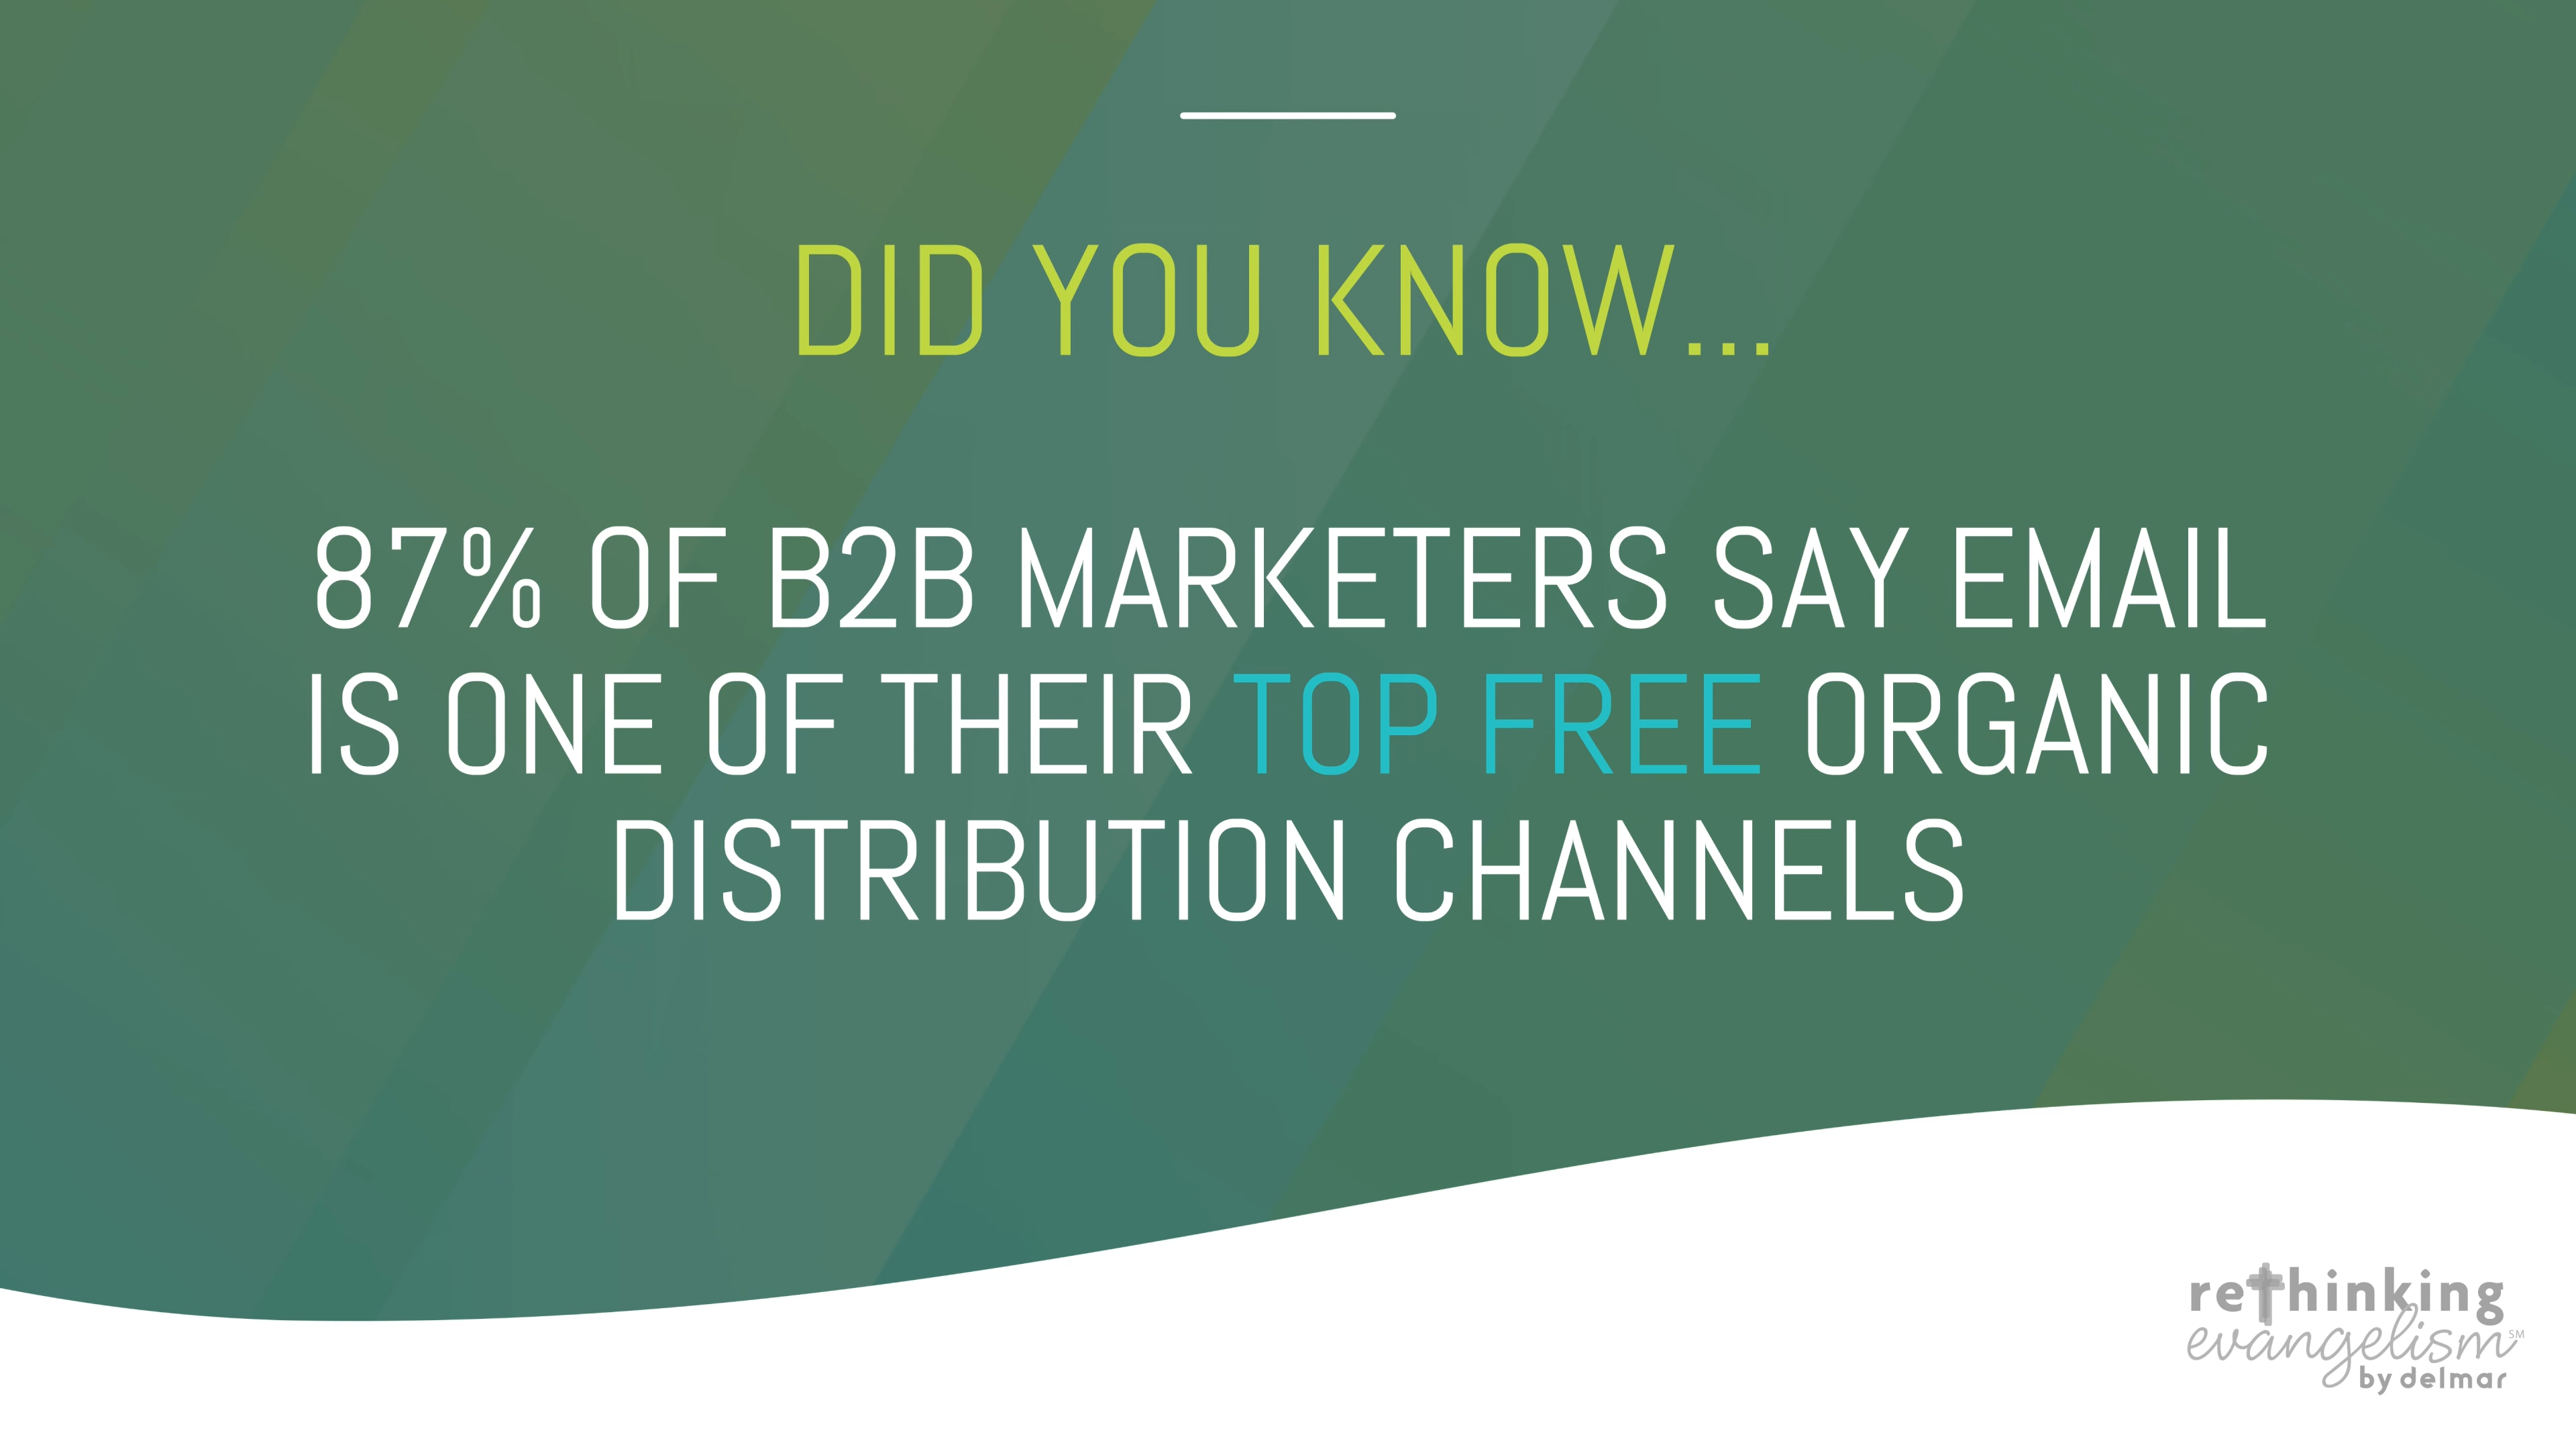 DID YOU KNOW...
87% OF B2B MARKETERS SAY EMAIL
IS ONE OF THEIR TOP FREE ORGANIC
DISTRIBUTION CHANNELS
rethinking
evangelism SM
by delmar